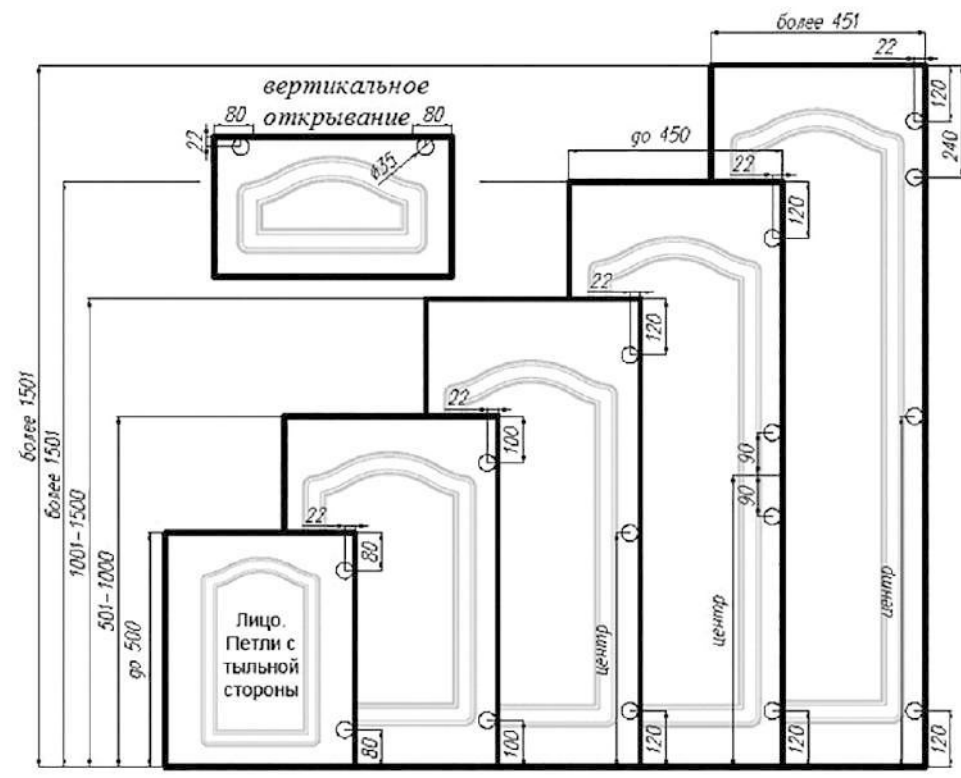 более 451
22
120
240
вертикальное
открывание
80
80
22
Ø35
до 450
22
120
22
120
22
100
22
80
90
90
более 1501
более 1501
1001-1500
501-1000
до 500
Лицо.
Петли с
тыльной
стороны
центр
центр
центр
80
100
120
120
120